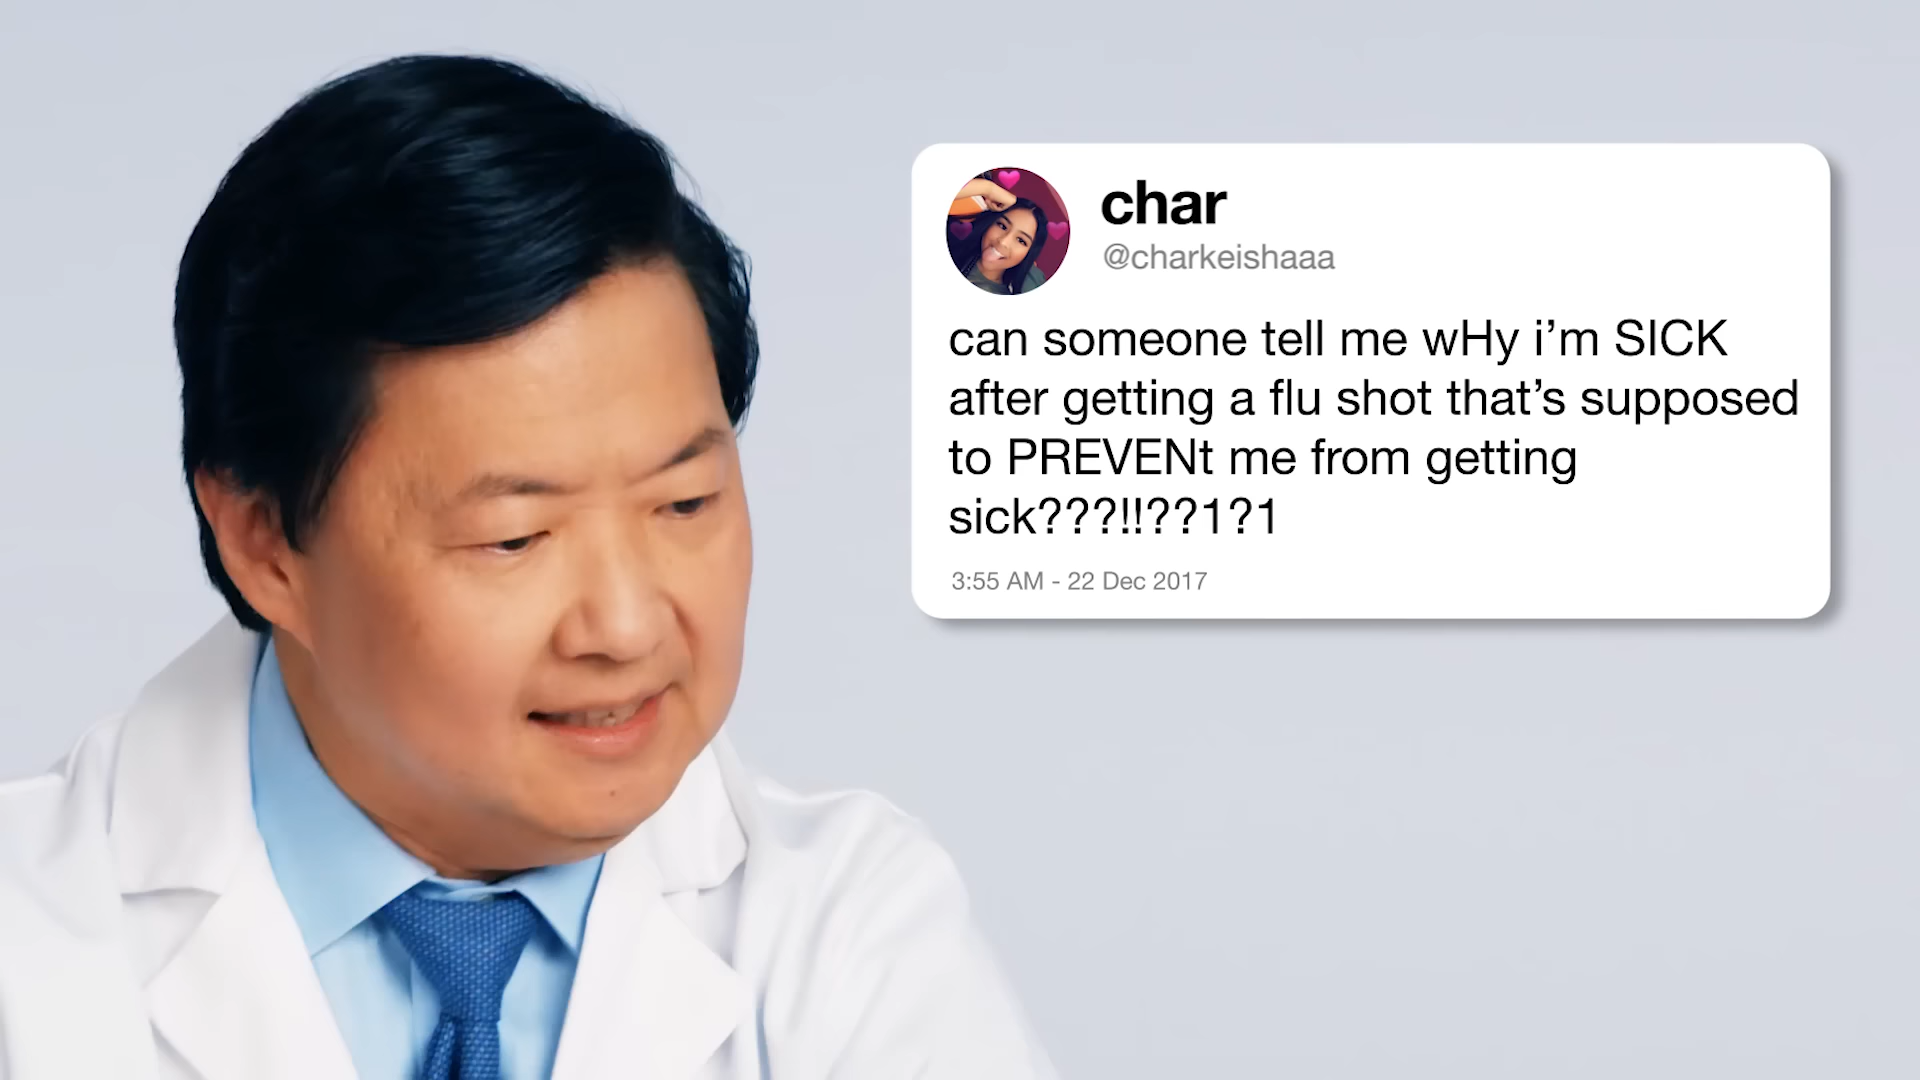 char
@charkeishaaa
can someone tell me wHy i’m SICK
after getting a flu shot that’s supposed
to PREVENt me from getting
sick???!!??1?1
3:55 AM - 22 Dec 2017